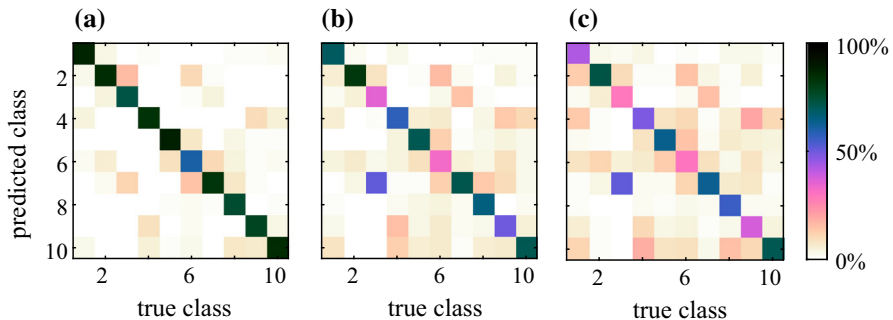 (a) (b) (c)
predicted class
2
4
6
8
10
2 6 10
true class
2 6 10
true class
2 6 10
true class
100%
50%
0%